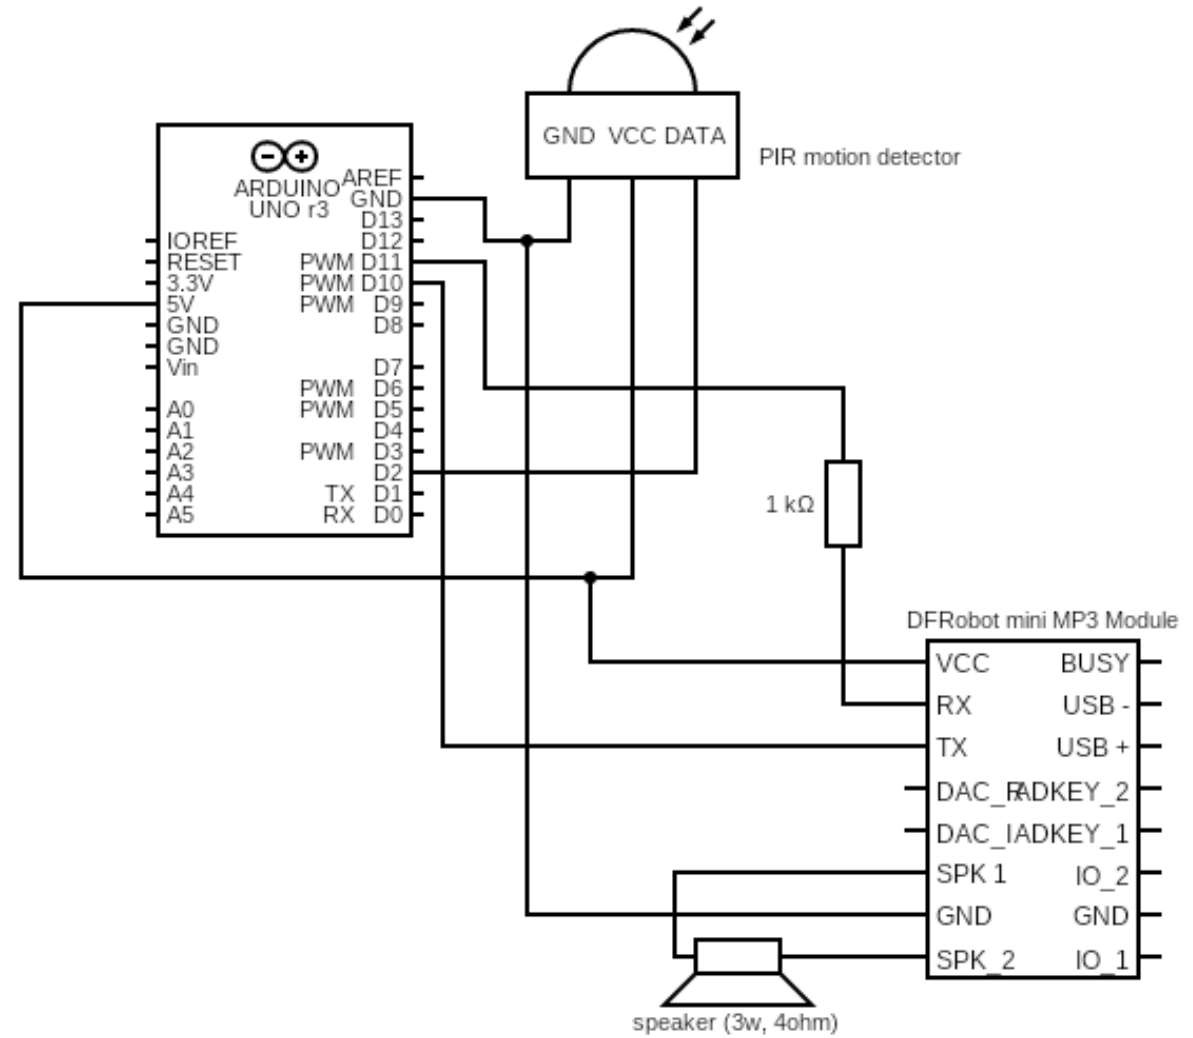 GND VCC DATA
PIR motion detector
ARDUINO
UNO r3
AREF
GND
D13
D12
PWM D11
PWM D10
PWM D9
D8
D7
PWM D6
PWM D5
D4
PWM D3
D2
TX D1
RX D0
IOREF
RESET
3.3V
5V
GND
GND
Vin
A0
A1
A2
A3
A4
A5
1 kΩ
DFRobot mini MP3 Module
VCC BUSY
RX USB -
TX USB +
DAC_R ADKEY_2
DAC_I ADKEY_1
SPK 1 IO_2
GND GND
SPK_2 IO_1
speaker (3w, 4ohm)